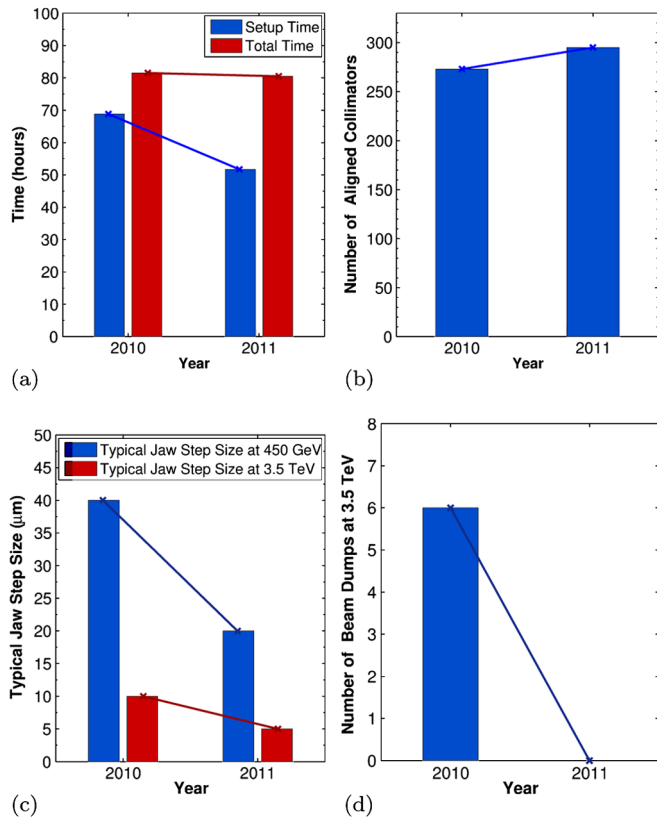 100
90
80
70
60
50
40
30
20
10
0
Time (hours)
Setup Time
Total Time
2010 2011
Year
(a)
300
250
200
150
100
50
0
Number of Aligned Collimators
2010 2011
Year
(b)
50
45
40
35
30
25
20
15
10
5
0
Typical Jaw Step Size (μm)
Typical Jaw Step Size at 450 GeV
Typical Jaw Step Size at 3.5 TeV
2010 2011
Year
(c)
8
7
6
5
4
3
2
1
0
Number of Beam Dumps at 3.5 TeV
2010 2011
Year
(d)